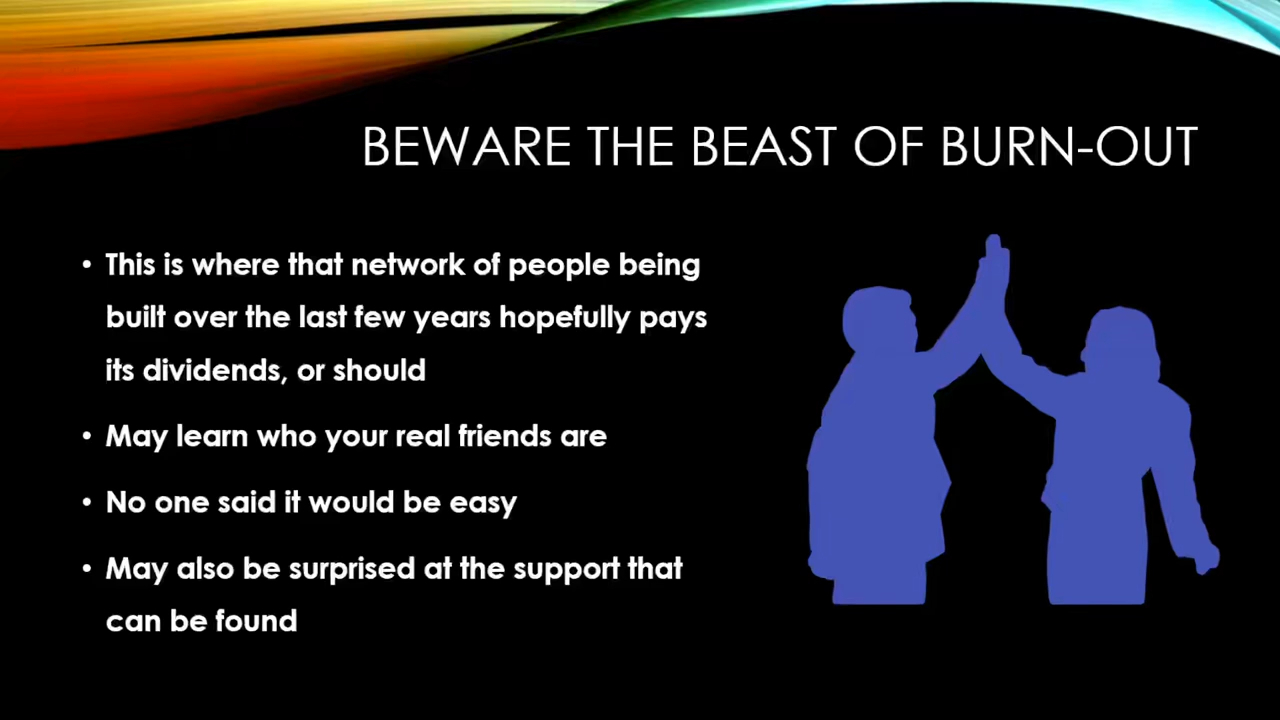 BEWARE THE BEAST OF BURN-OUT
• This is where that network of people being
built over the last few years hopefully pays
its dividends, or should
• May learn who your real friends are
• No one said it would be easy
• May also be surprised at the support that
can be found